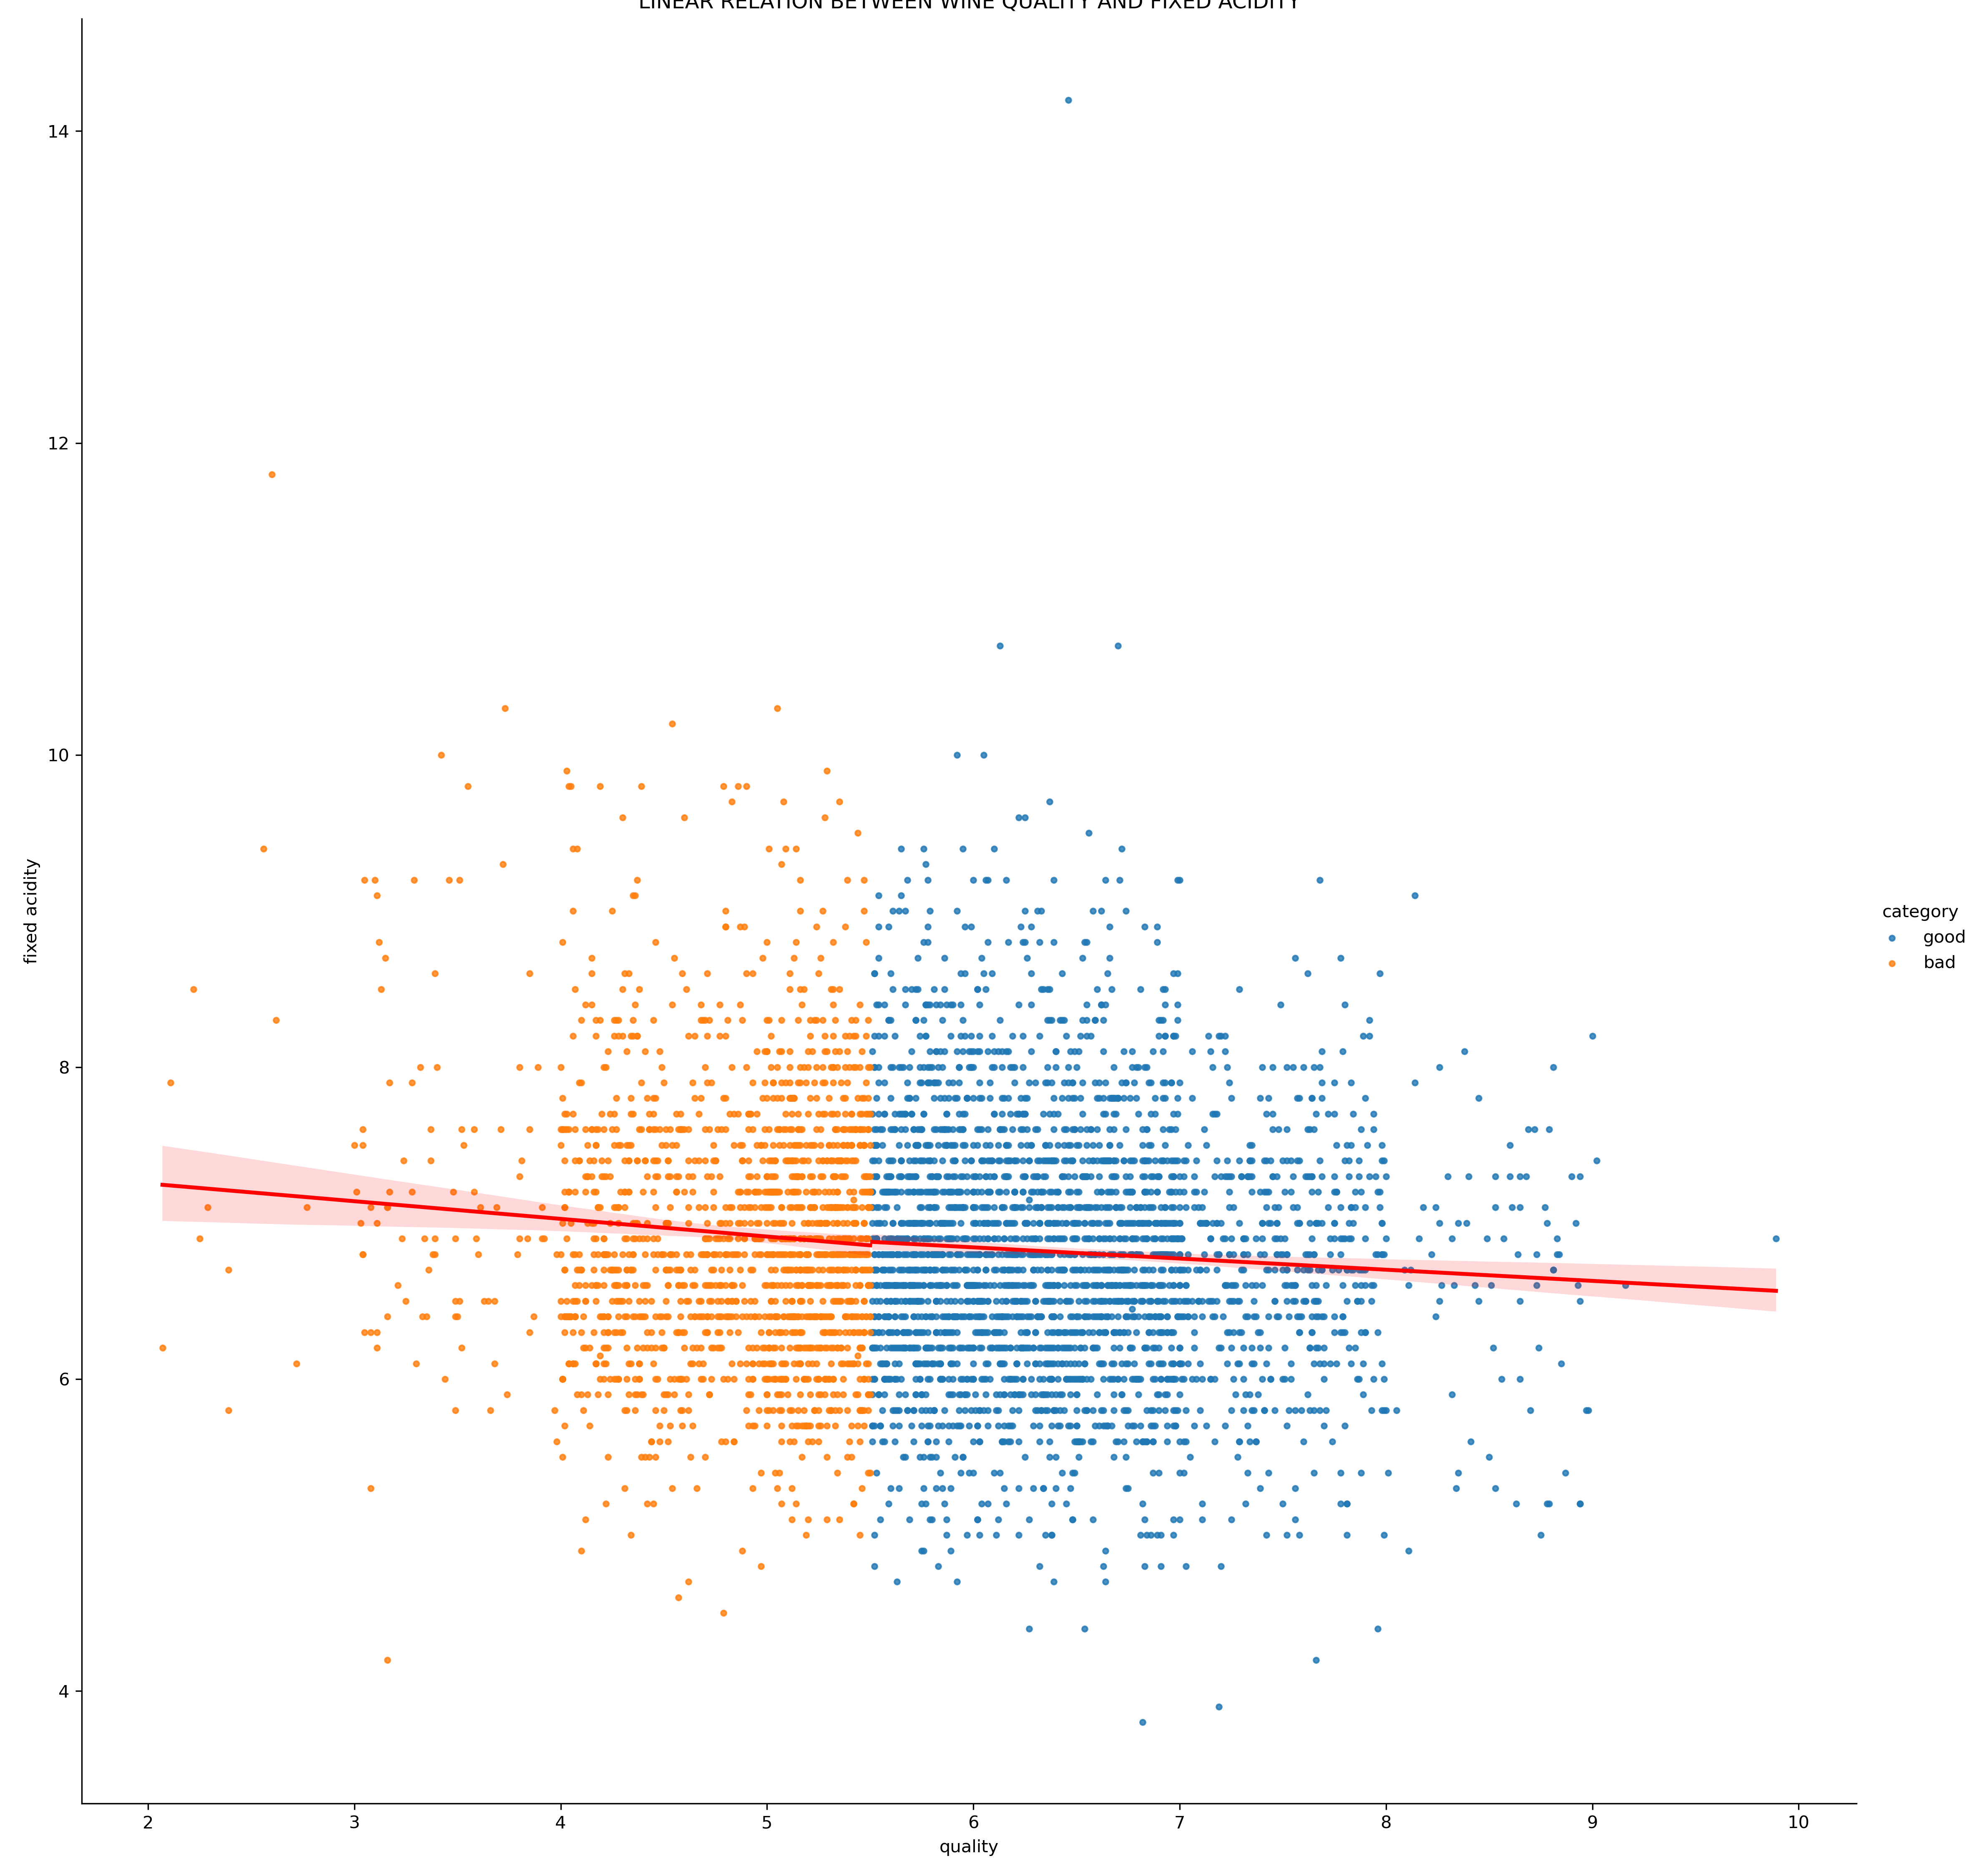 LINEAR RELATION BETWEEN WINE QUALITY AND FIXED ACIDITY
14
12
10
8
6
4
fixed acidity
2 3 4 5 6 7 8 9 10
quality
category
good
bad